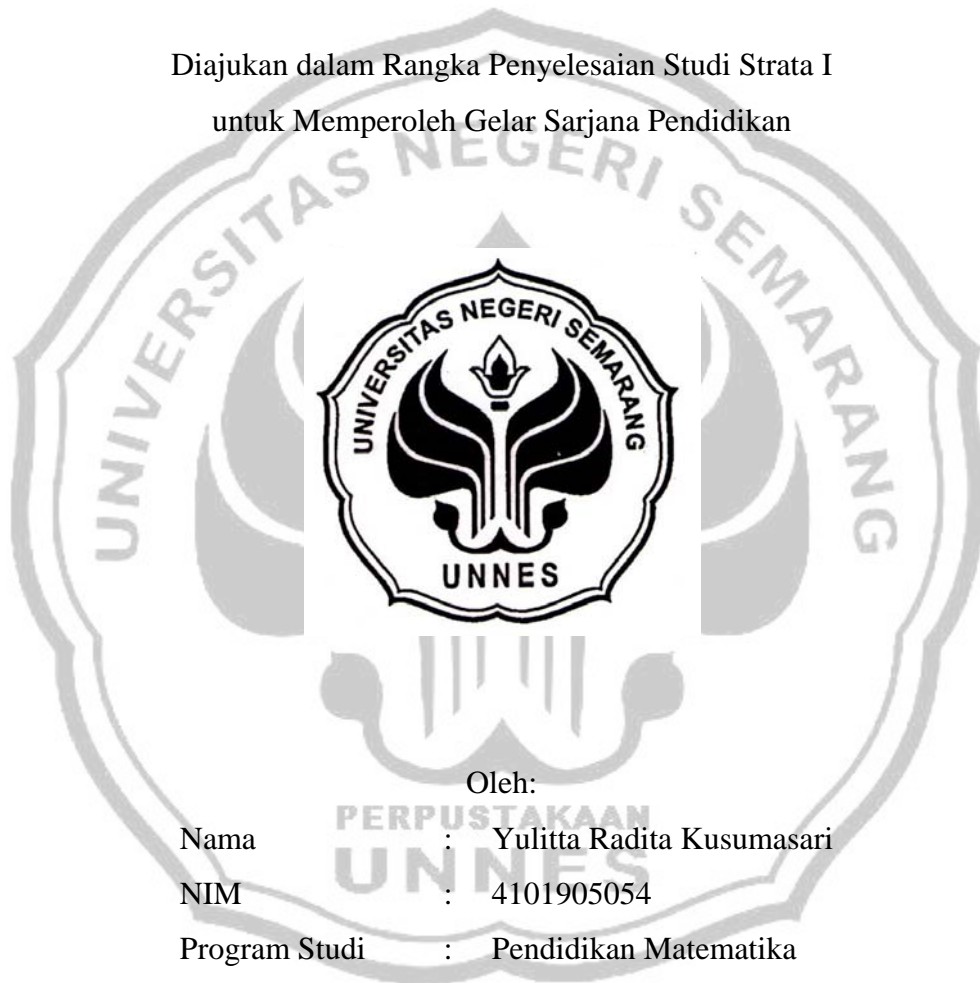 Diajukan dalam Rangka Penyelesaian Studi Strata I
untuk Memperoleh Gelar Sarjana Pendidikan
UNIVERSITAS NEGERI SEMARANG
UNIVERSITAS NEGERI SEMARANG
UNNES
Oleh:
PERPUSTAKAAN
Nama : Yulitta Radita Kusumasari
UNNES
NIM : 4101905054
Program Studi : Pendidikan Matematika